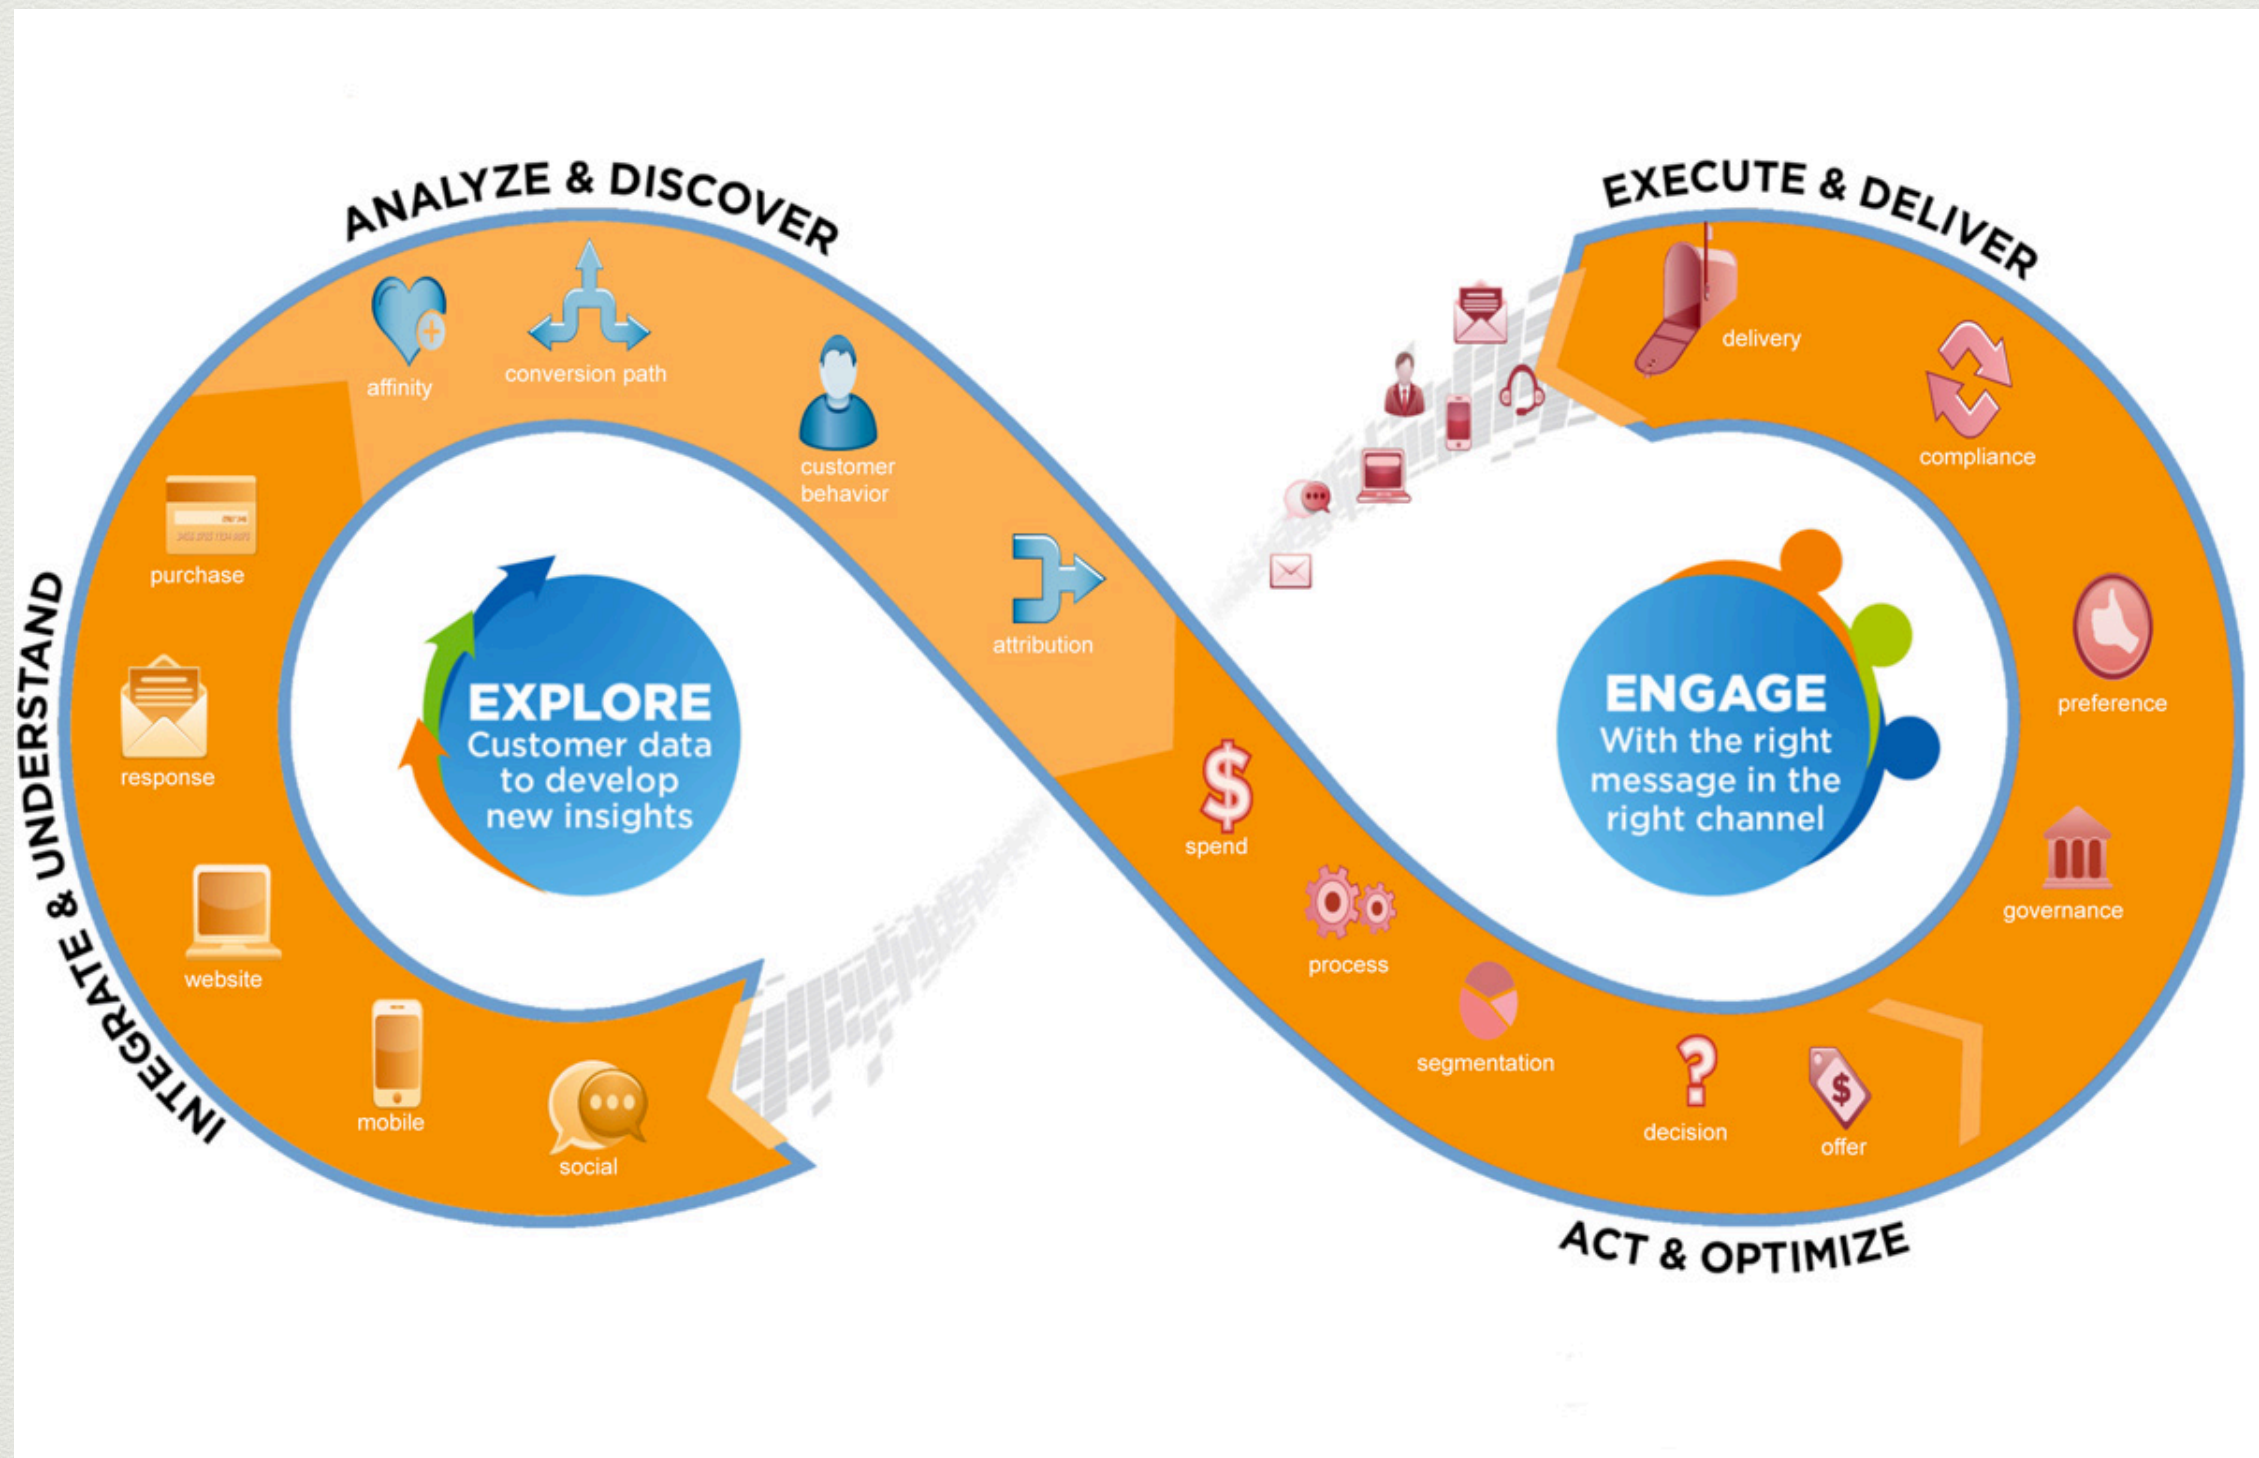 ANALYZE & DISCOVER
affinity
conversion path
customer
behavior
attribution
INTEGRATE & UNDERSTAND
purchase
response
website
mobile
social
EXPLORE
Customer data
to develop
new insights
EXECUTE & DELIVER
delivery
compliance
preference
governance
ENGAGE
With the right
message in the
right channel
spend
process
segmentation
decision
offer
ACT & OPTIMIZE